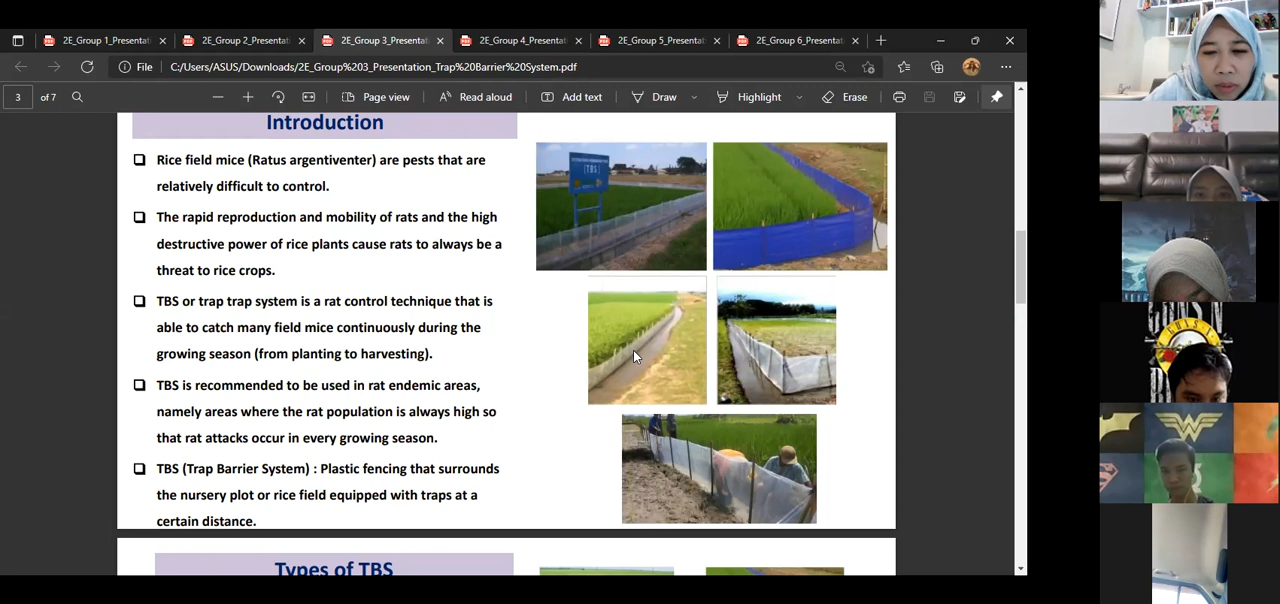 2E_Group 1_Presentat
2E_Group 2_Presentat
2E_Group 3_Presentat
2E_Group 4_Presentat
2E_Group 5_Presentat
2E_Group 6_Presentat
File
C:/Users/ASUS/Downloads/2E_Group%203_Presentation_Trap%20Barrier%20System.pdf
3 of 7
Page view
Read aloud
Add text
Draw
Highlight
Erase
Introduction
Rice field mice (Ratus argentiventer) are pests that are
relatively difficult to control.
The rapid reproduction and mobility of rats and the high
destructive power of rice plants cause rats to always be a
threat to rice crops.
TBS or trap trap system is a rat control technique that is
able to catch many field mice continuously during the
growing season (from planting to harvesting).
TBS is recommended to be used in rat endemic areas,
namely areas where the rat population is always high so
that rat attacks occur in every growing season.
TBS (Trap Barrier System) : Plastic fencing that surrounds
the nursery plot or rice field equipped with traps at a
certain distance.
(TBS)
Types of TBS